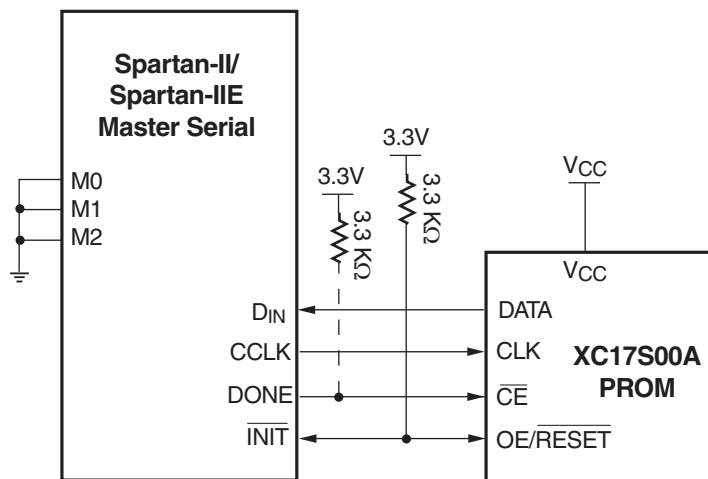 Spartan-II/
Spartan-IIE
Master Serial
M0
M1
M2
3.3V
3.3 KΩ
3.3V
3.3 KΩ
VCC
VCC
DIN
CCLK
DONE
INIT
DATA
CLK
CE
OE/RESET
XC17S00A
PROM